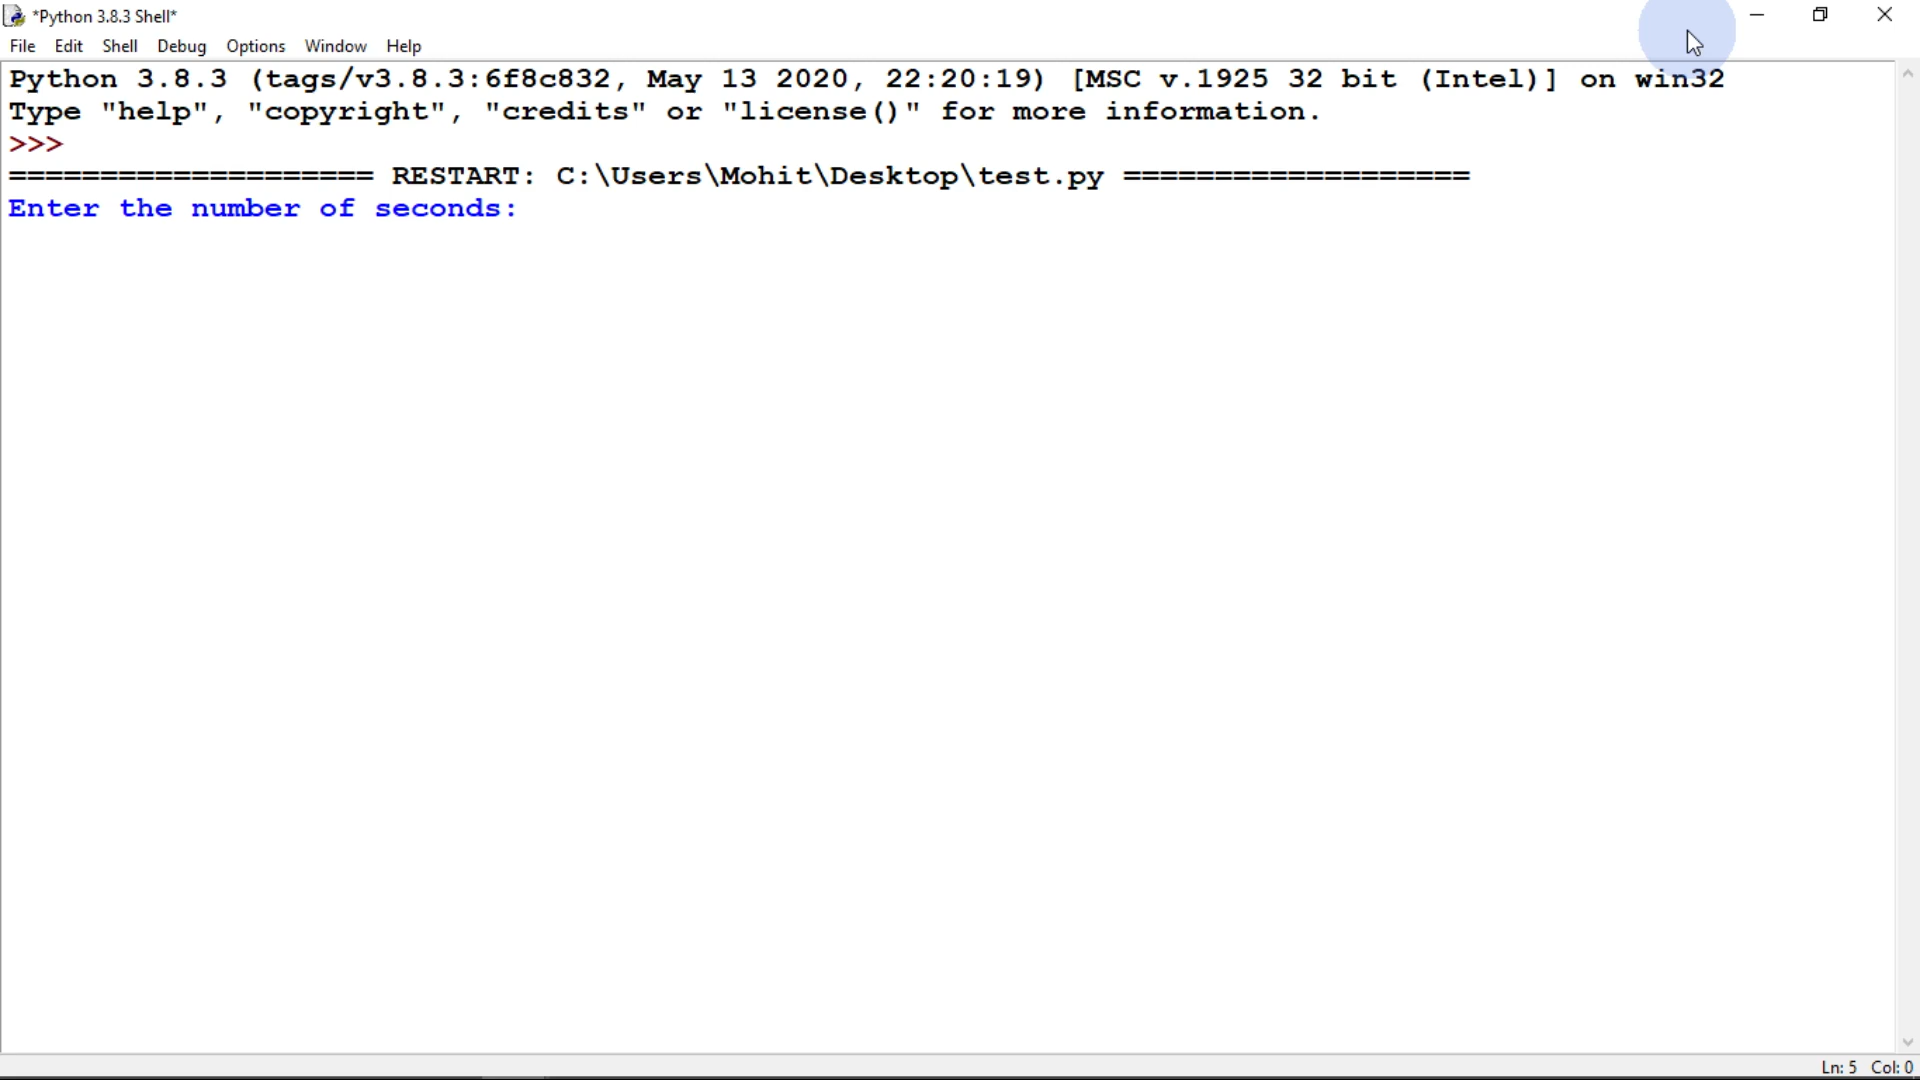 *Python 3.8.3 Shell*
File Edit Shell Debug Options Window Help
Python 3.8.3 (tags/v3.8.3:6f8c832, May 13 2020, 22:20:19) [MSC v.1925 32 bit (Intel)] on win32
Type "help", "copyright", "credits" or "license()" for more information.
>>>
==================== RESTART: C:\Users\Mohit\Desktop\test.py ===================
Enter the number of seconds:
Ln: 5 Col: 0